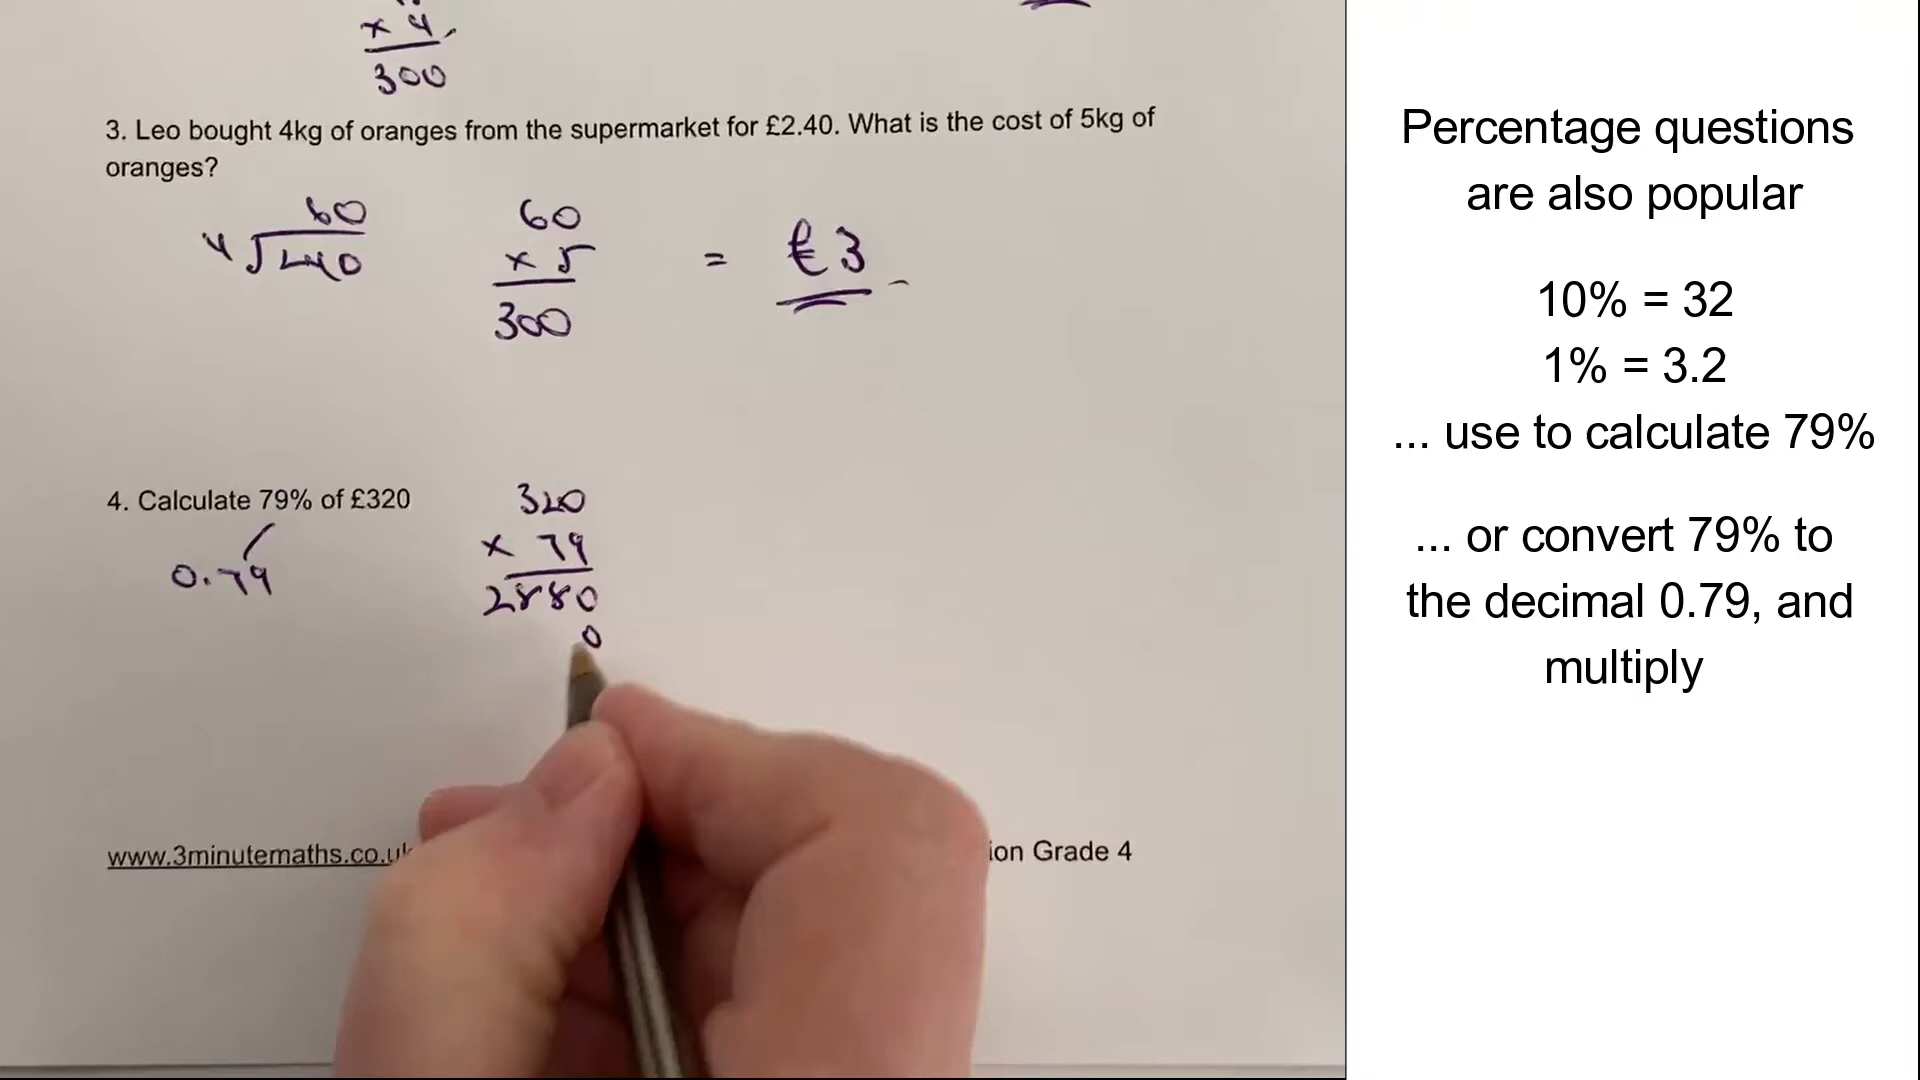 x 4
300
3. Leo bought 4kg of oranges from the supermarket for £2.40. What is the cost of 5kg of
oranges?
60
4 240
60
x 5
300
= £3
4. Calculate 79% of £320
0.79
320
x 79
2880
0
www.3minutemaths.co.uk
ion Grade 4
Percentage questions
are also popular
10% = 32
1% = 3.2
... use to calculate 79%
... or convert 79% to
the decimal 0.79, and
multiply